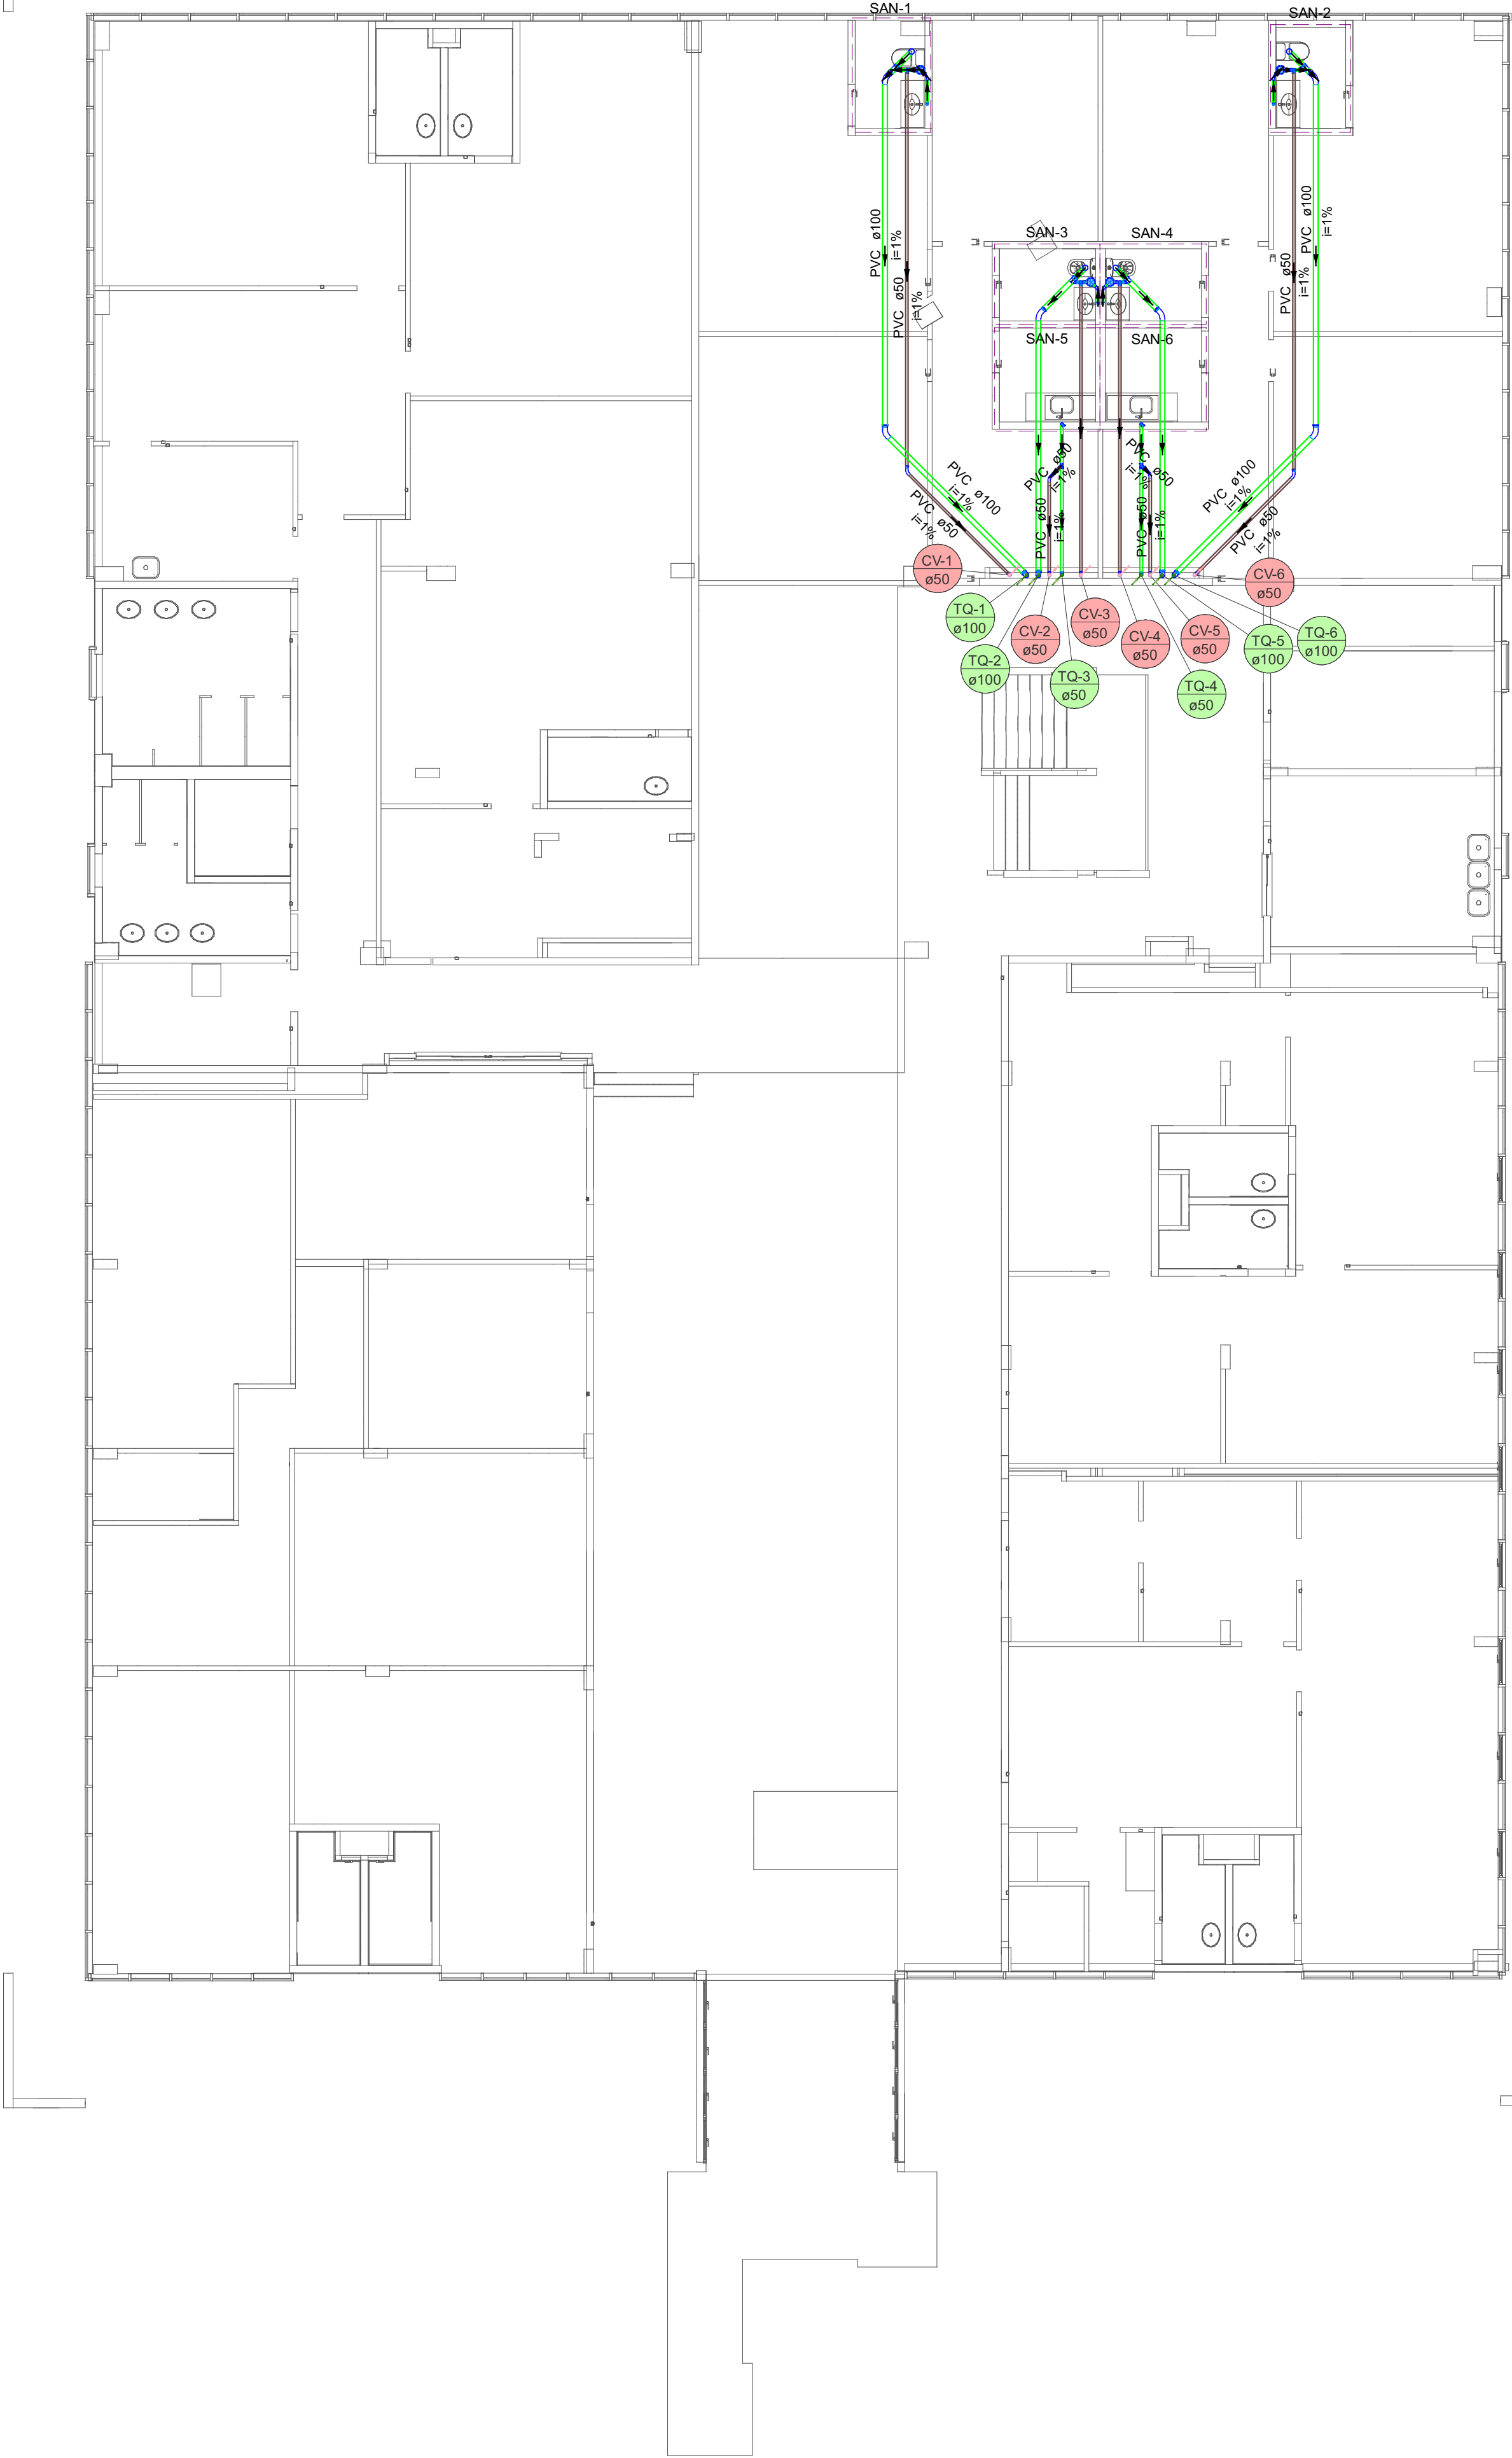 SAN-1
SAN-2
PVC ø100
i=1%
PVC ø50
i=1%
PVC ø100
i=1%
PVC ø50
i=1%
SAN-3
SAN-4
SAN-5
SAN-6
PVC ø100
i=1%
PVC ø50
i=1%
PVC ø50
i=1%
PVC ø50
i=1%
PVC ø50
i=1%
PVC ø50
i=1%
PVC ø100
i=1%
PVC ø50
i=1%
CV-1
ø50
CV-6
ø50
TQ-1
ø100
CV-2
ø50
CV-3
ø50
CV-4
ø50
CV-5
ø50
TQ-5
ø100
TQ-6
ø100
TQ-2
ø100
TQ-3
ø50
TQ-4
ø50